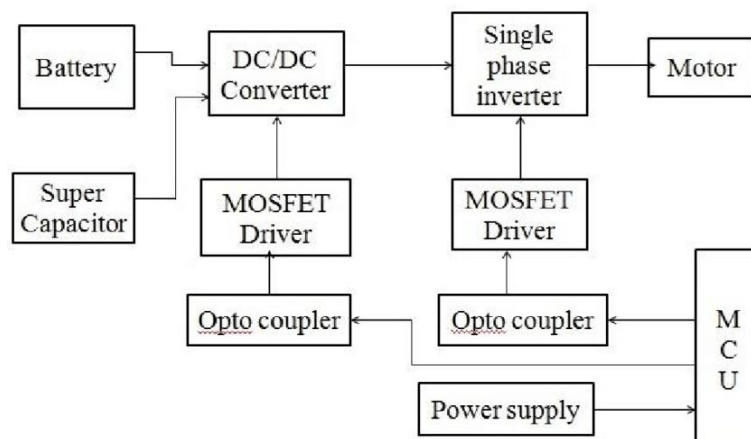 Battery
DC/DC
Converter
Single
phase
inverter
Motor
Super
Capacitor
MOSFET
Driver
MOSFET
Driver
Opto coupler
Opto coupler
M
C
U
Power supply